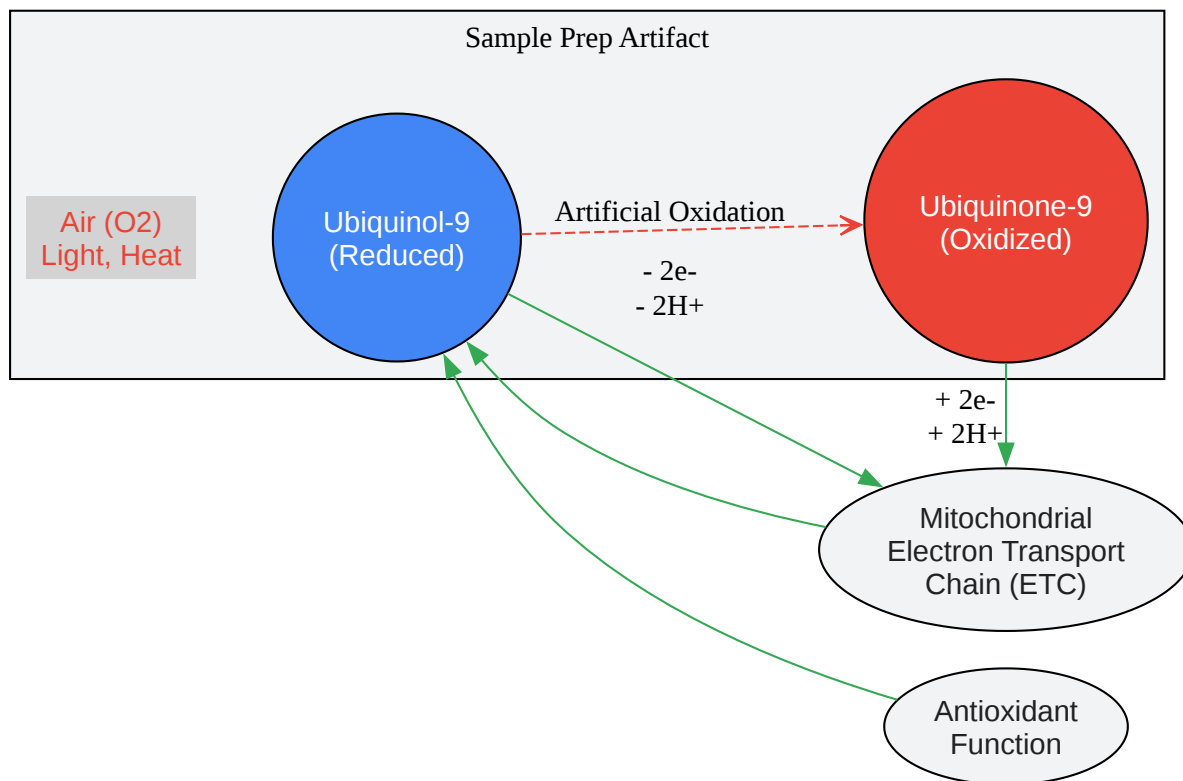 Sample Prep Artifact
Air (O2)
Light, Heat
Ubiquinol-9
(Reduced)
Artificial Oxidation
- 2e-
- 2H+
Ubiquinone-9
(Oxidized)
+ 2e-
+ 2H+
Mitochondrial
Electron Transport
Chain (ETC)
Antioxidant
Function